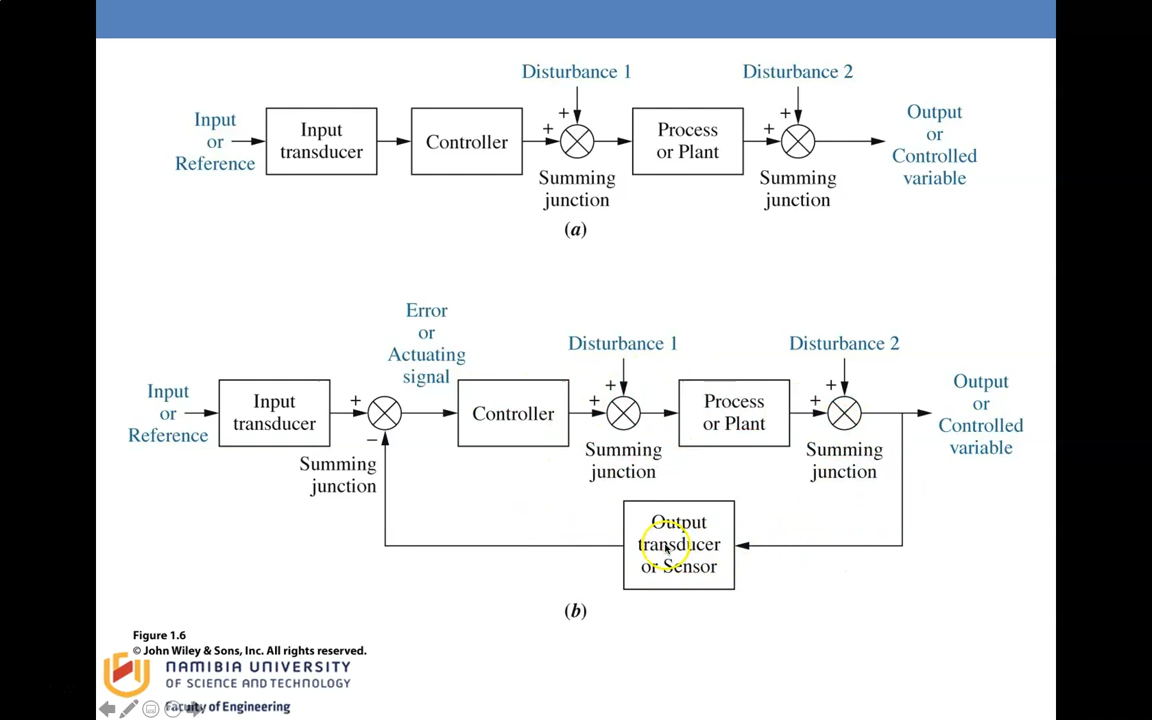 Disturbance 1
Disturbance 2
Input
or
Reference
Input
transducer
Controller
+
+
Process
or Plant
+
+
Output
or
Controlled
variable
Summing
junction
Summing
junction
(a)
Error
or
Actuating
signal
Disturbance 1
Disturbance 2
Input
or
Reference
Input
transducer
+
−
Controller
+
+
Process
or Plant
+
+
Output
or
Controlled
variable
Summing
junction
Summing
junction
Summing
junction
Output
transducer
or Sensor
(b)
Figure 1.6
© John Wiley & Sons, Inc. All rights reserved.
NAMIBIA UNIVERSITY
OF SCIENCE AND TECHNOLOGY
Faculty of Engineering